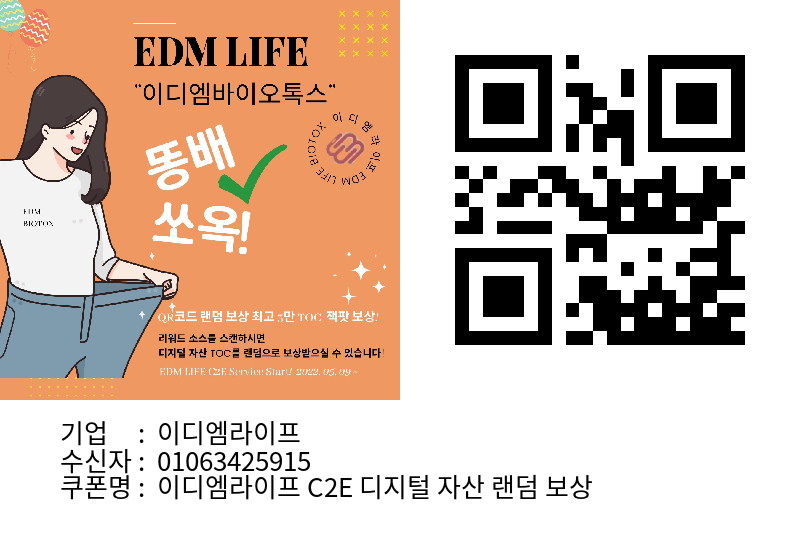 EDM LIFE
"이디엠바이오톡스"
똥배
쏘옥!
이디엠라이프 EDM LIFE BIOTOX
EDM
BIOTOX
QR코드 랜덤 보상 최고 5만 TOC 잭팟 보상!
리워드 소스를 스캔하시면
디지털 자산 TOC를 랜덤으로 보상받으실 수 있습니다!
EDM LIFE C2E Service Start! 2022. 05. 09 ~
기업 : 이디엠라이프
수신자 : 01063425915
쿠폰명 : 이디엠라이프 C2E 디지털 자산 랜덤 보상